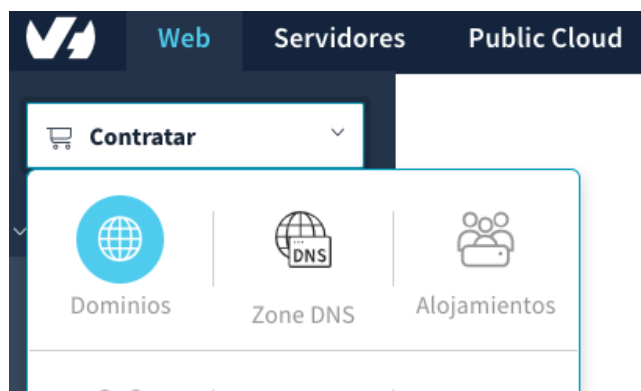 Web Servidores Public Cloud
Contratar
DNS
Dominios Zone DNS Alojamientos